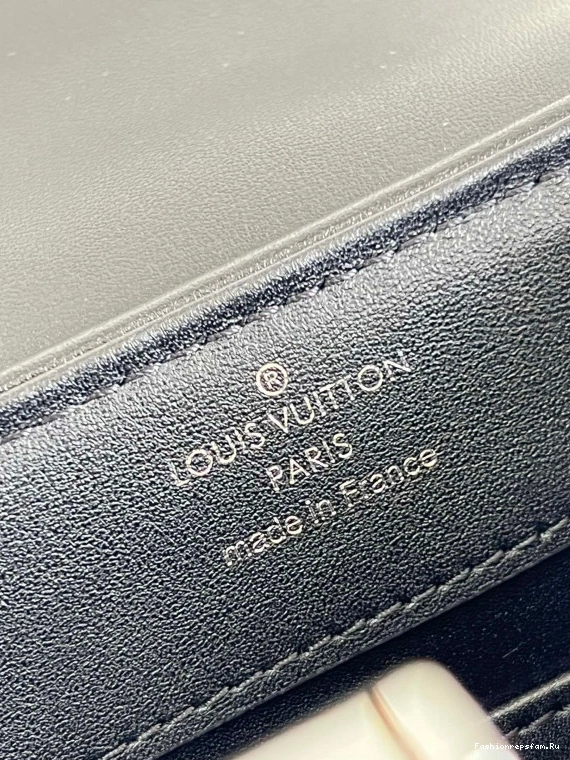 ®
LOUIS VUITTON
PARIS
made in France
Fashionrepsfam.Ru